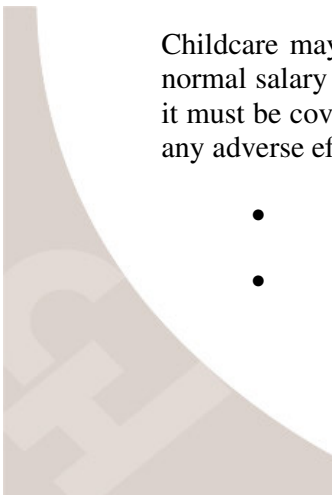 Childcare may
normal salary
it must be cov
any adverse ef
•
•